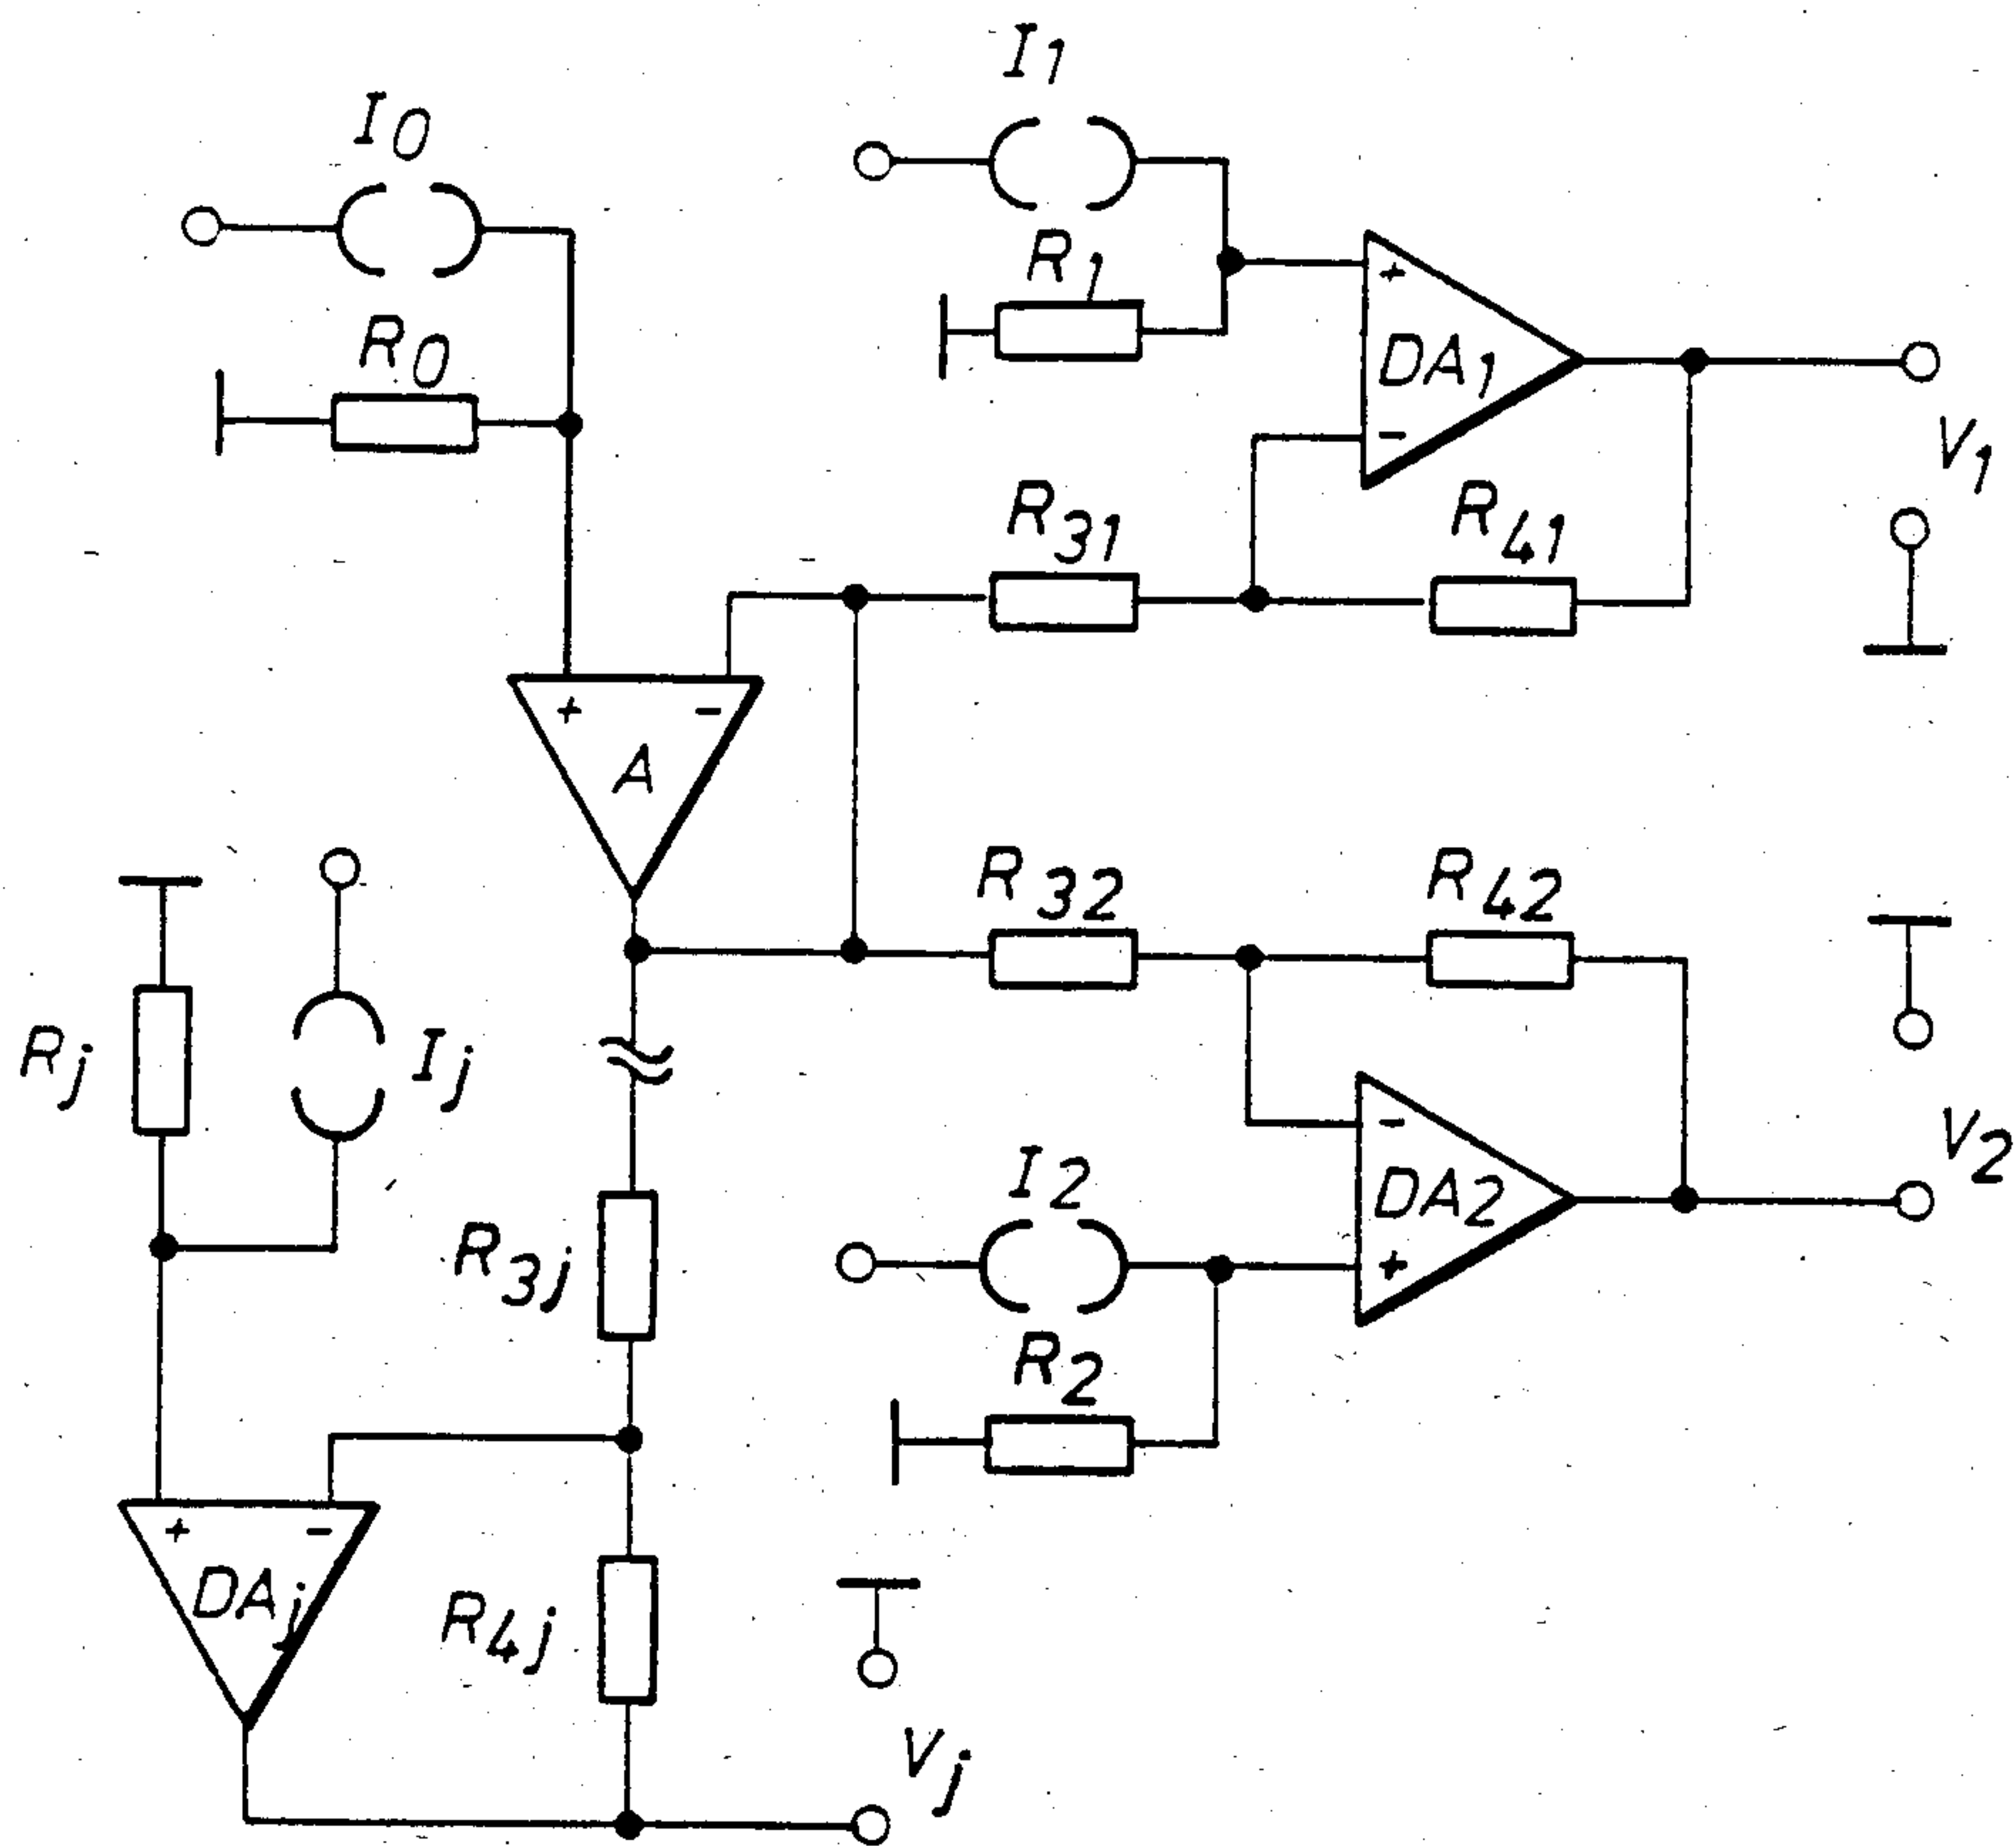 I1
I0
R1
R0
+
DA1
-
V1
R31
R41
+ -
A
R32
R42
Rj
Ij
-
V2
I2
DA2
R3j
+
R2
+ -
DAj
R4j
Vj